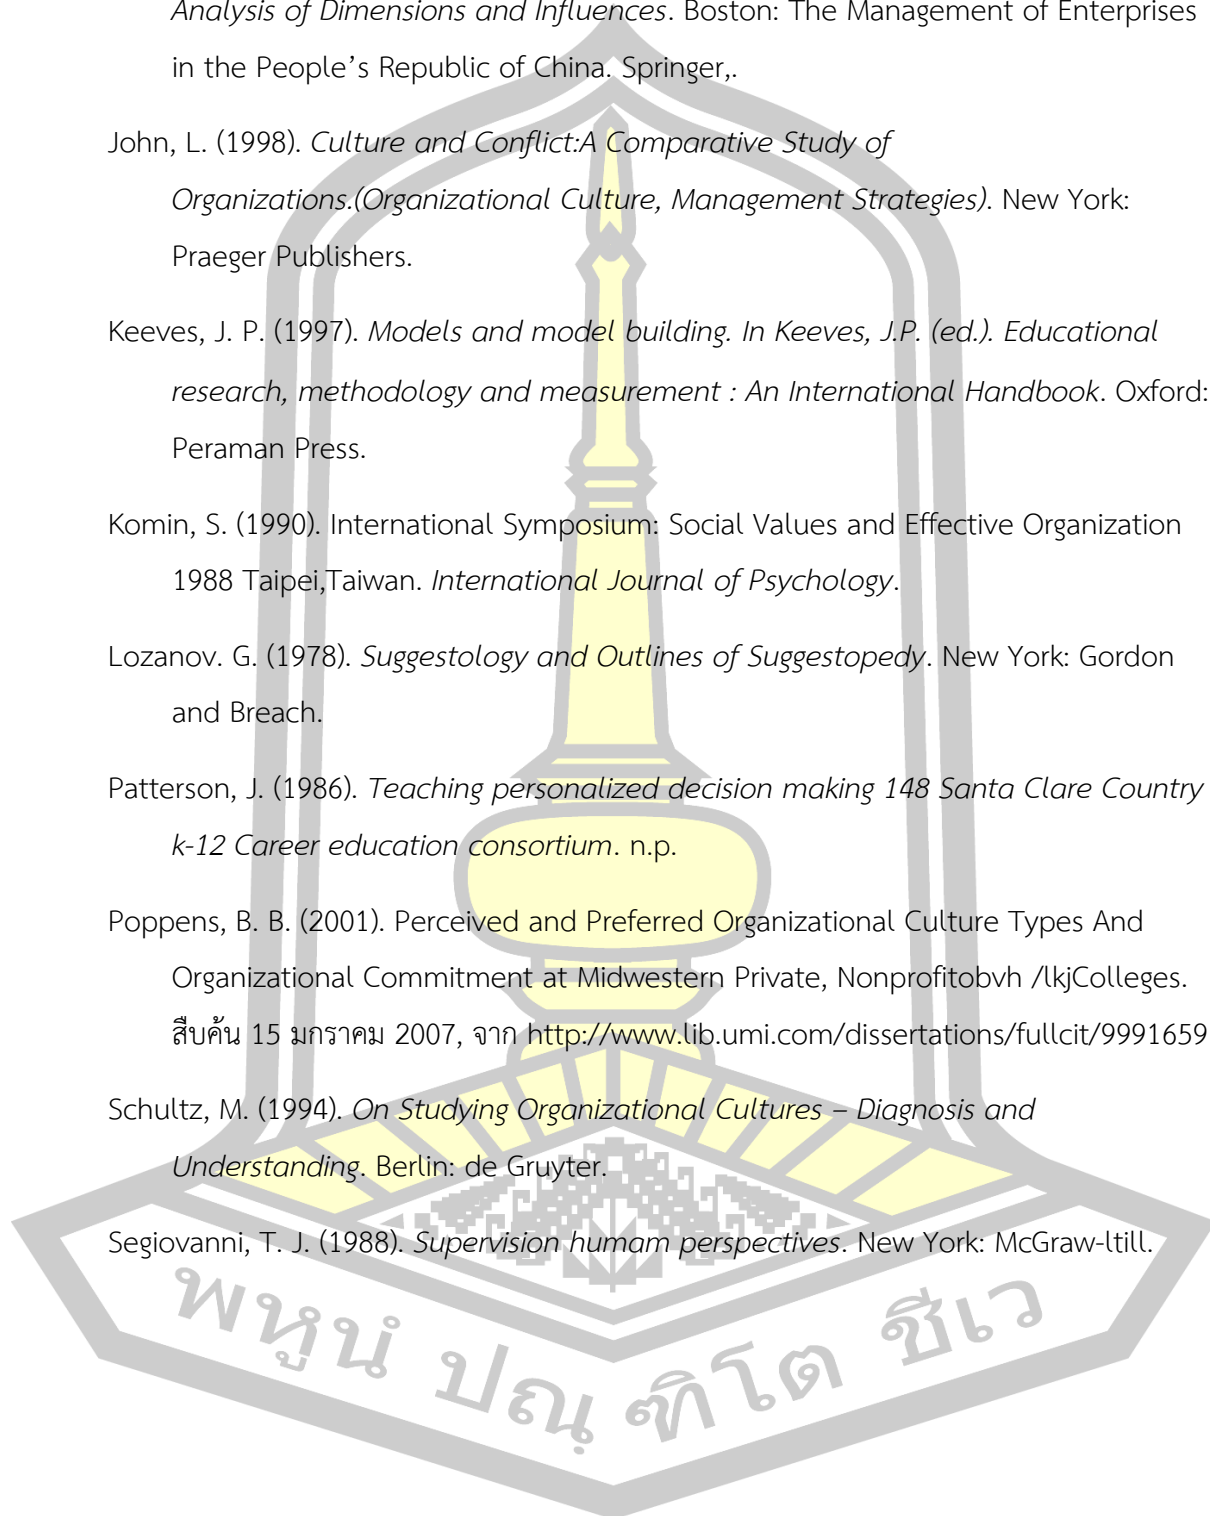 Analysis of Dimensions and Influences. Boston: The Management of Enterprises
in the People’s Republic of China. Springer,.
John, L. (1998). Culture and Conflict:A Comparative Study of
Organizations.(Organizational Culture, Management Strategies). New York:
Praeger Publishers.
Keeves, J. P. (1997). Models and model building. In Keeves, J.P. (ed.). Educational
research, methodology and measurement : An International Handbook. Oxford:
Peraman Press.
Komin, S. (1990). International Symposium: Social Values and Effective Organization
1988 Taipei,Taiwan. International Journal of Psychology.
Lozanov. G. (1978). Suggestology and Outlines of Suggestopedy. New York: Gordon
and Breach.
Patterson, J. (1986). Teaching personalized decision making 148 Santa Clare Country
k-12 Career education consortium. n.p.
Poppens, B. B. (2001). Perceived and Preferred Organizational Culture Types And
Organizational Commitment at Midwestern Private, Nonprofitobvh /lkjColleges.
สืบค้น 15 มกราคม 2007, จาก http://www.lib.umi.com/dissertations/fullcit/9991659
Schultz, M. (1994). On Studying Organizational Cultures – Diagnosis and
Understanding. Berlin: de Gruyter.
Segiovanni, T. J. (1988). Supervision humam perspectives. New York: McGraw-ltill.
พหูนํ ปณฺฑิโต ชีเว